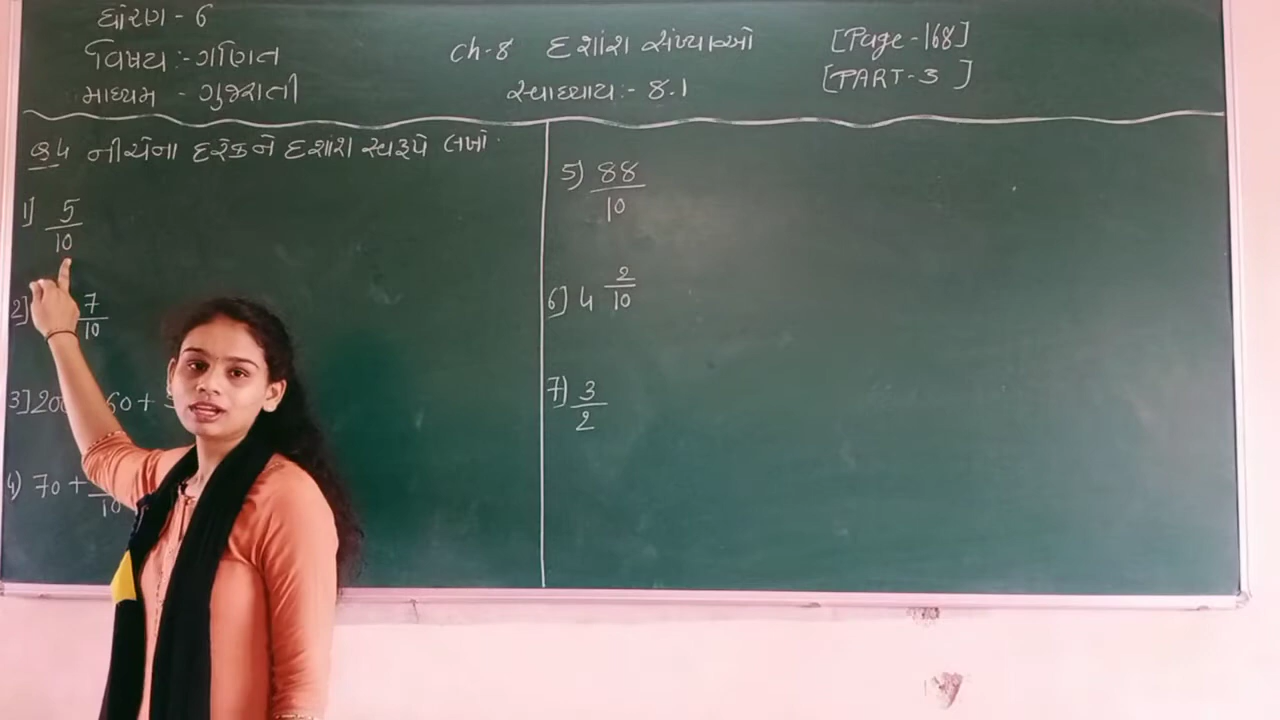 ધોરણ - 6
વિષય :- ગણિત
માધ્યમ - ગુજરાતી
ch-8 દશાંશ સંખ્યાઓ
સ્વાધ્યાય :- 8.1
[Page-168]
[PART-3]
પ્ર 4 નીચેના દરેકને દશાંશ સ્વરૂપે લખો.
1] 5/10
2] 7/10
3] 60 +
4) 70 + /10
5) 88/10
6] 4 2/10
7) 3/2